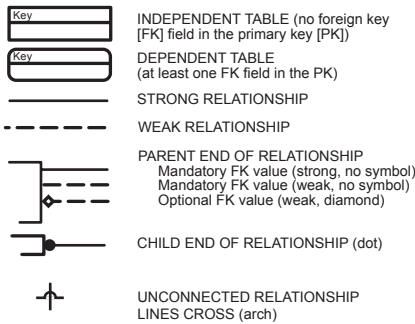 Key
INDEPENDENT TABLE (no foreign key
[FK] field in the primary key [PK])
Key
DEPENDENT TABLE
(at least one FK field in the PK)
STRONG RELATIONSHIP
WEAK RELATIONSHIP
PARENT END OF RELATIONSHIP
Mandatory FK value (strong, no symbol)
Mandatory FK value (weak, no symbol)
Optional FK value (weak, diamond)
CHILD END OF RELATIONSHIP (dot)
UNCONNECTED RELATIONSHIP
LINES CROSS (arch)